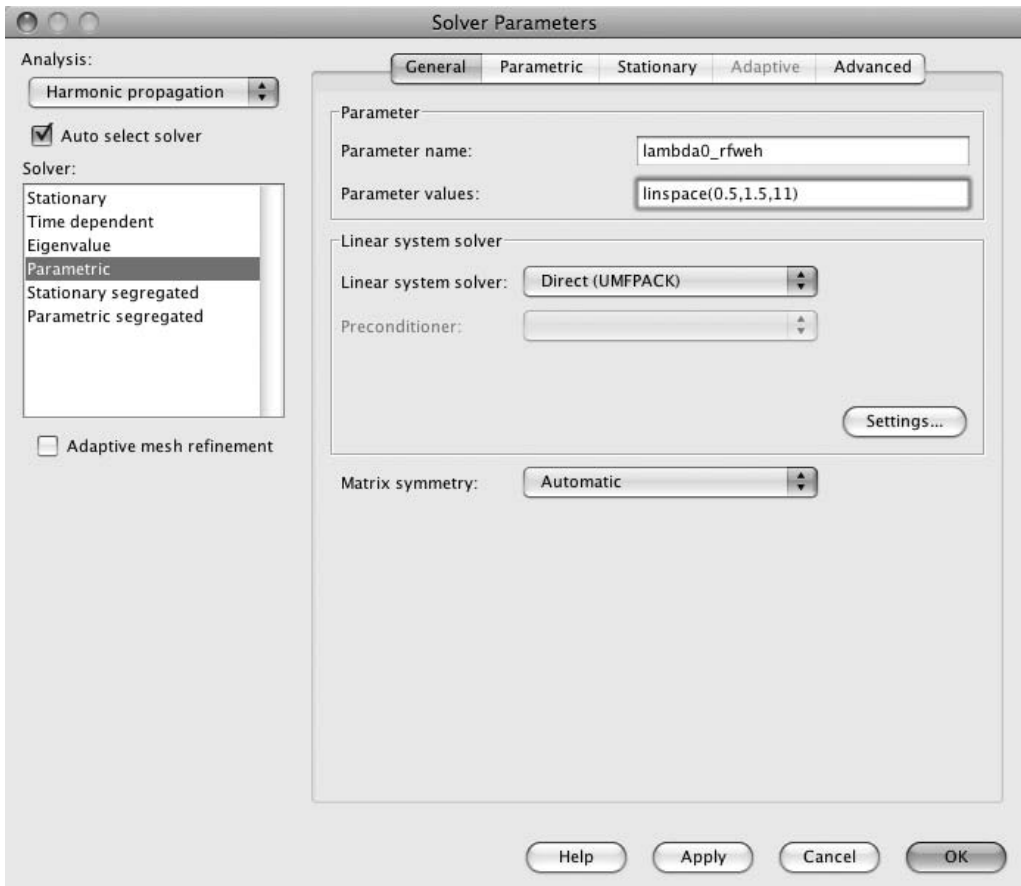 Solver Parameters
Analysis:
Harmonic propagation
Auto select solver
Solver:
Stationary
Time dependent
Eigenvalue
Parametric
Stationary segregated
Parametric segregated
Adaptive mesh refinement
General Parametric Stationary Adaptive Advanced
Parameter
Parameter name: lambda0_rfweh
Parameter values: linspace(0.5,1.5,11)
Linear system solver
Linear system solver: Direct (UMFPACK)
Preconditioner:
Settings...
Matrix symmetry: Automatic
Help Apply Cancel OK